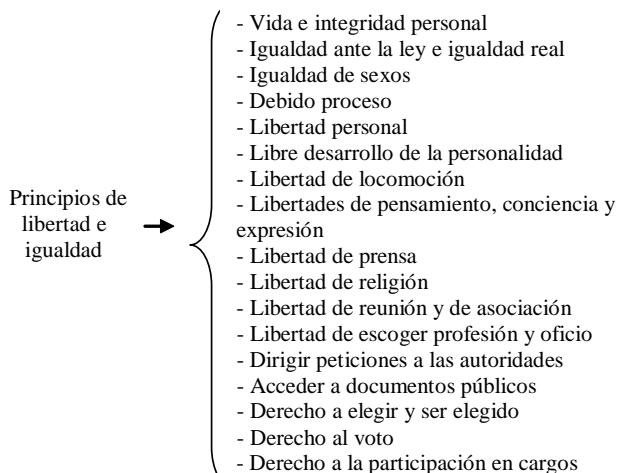 Principios de
libertad e
igualdad
- Vida e integridad personal
- Igualdad ante la ley e igualdad real
- Igualdad de sexos
- Debido proceso
- Libertad personal
- Libre desarrollo de la personalidad
- Libertad de locomoción
- Libertades de pensamiento, conciencia y
expresión
- Libertad de prensa
- Libertad de religión
- Libertad de reunión y de asociación
- Libertad de escoger profesión y oficio
- Dirigir peticiones a las autoridades
- Acceder a documentos públicos
- Derecho a elegir y ser elegido
- Derecho al voto
- Derecho a la participación en cargos